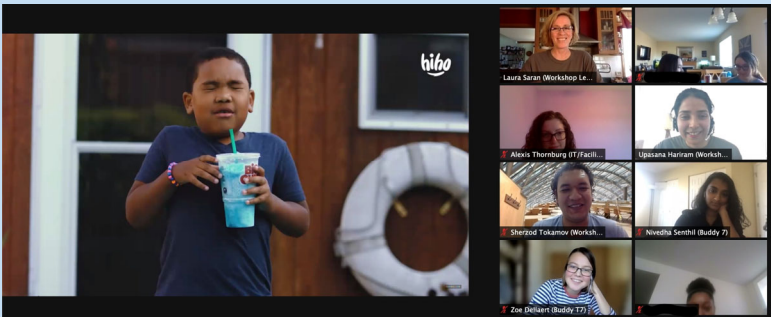 hiho
Laura Saran (Workshop Le...
Alexis Thornburg (IT/Facili...
Upasana Hariram (Worksh...
Sherzod Tokamov (Worksh...
Nivedha Senthil (Buddy 7)
Zoe Dellaert (Buddy T7)